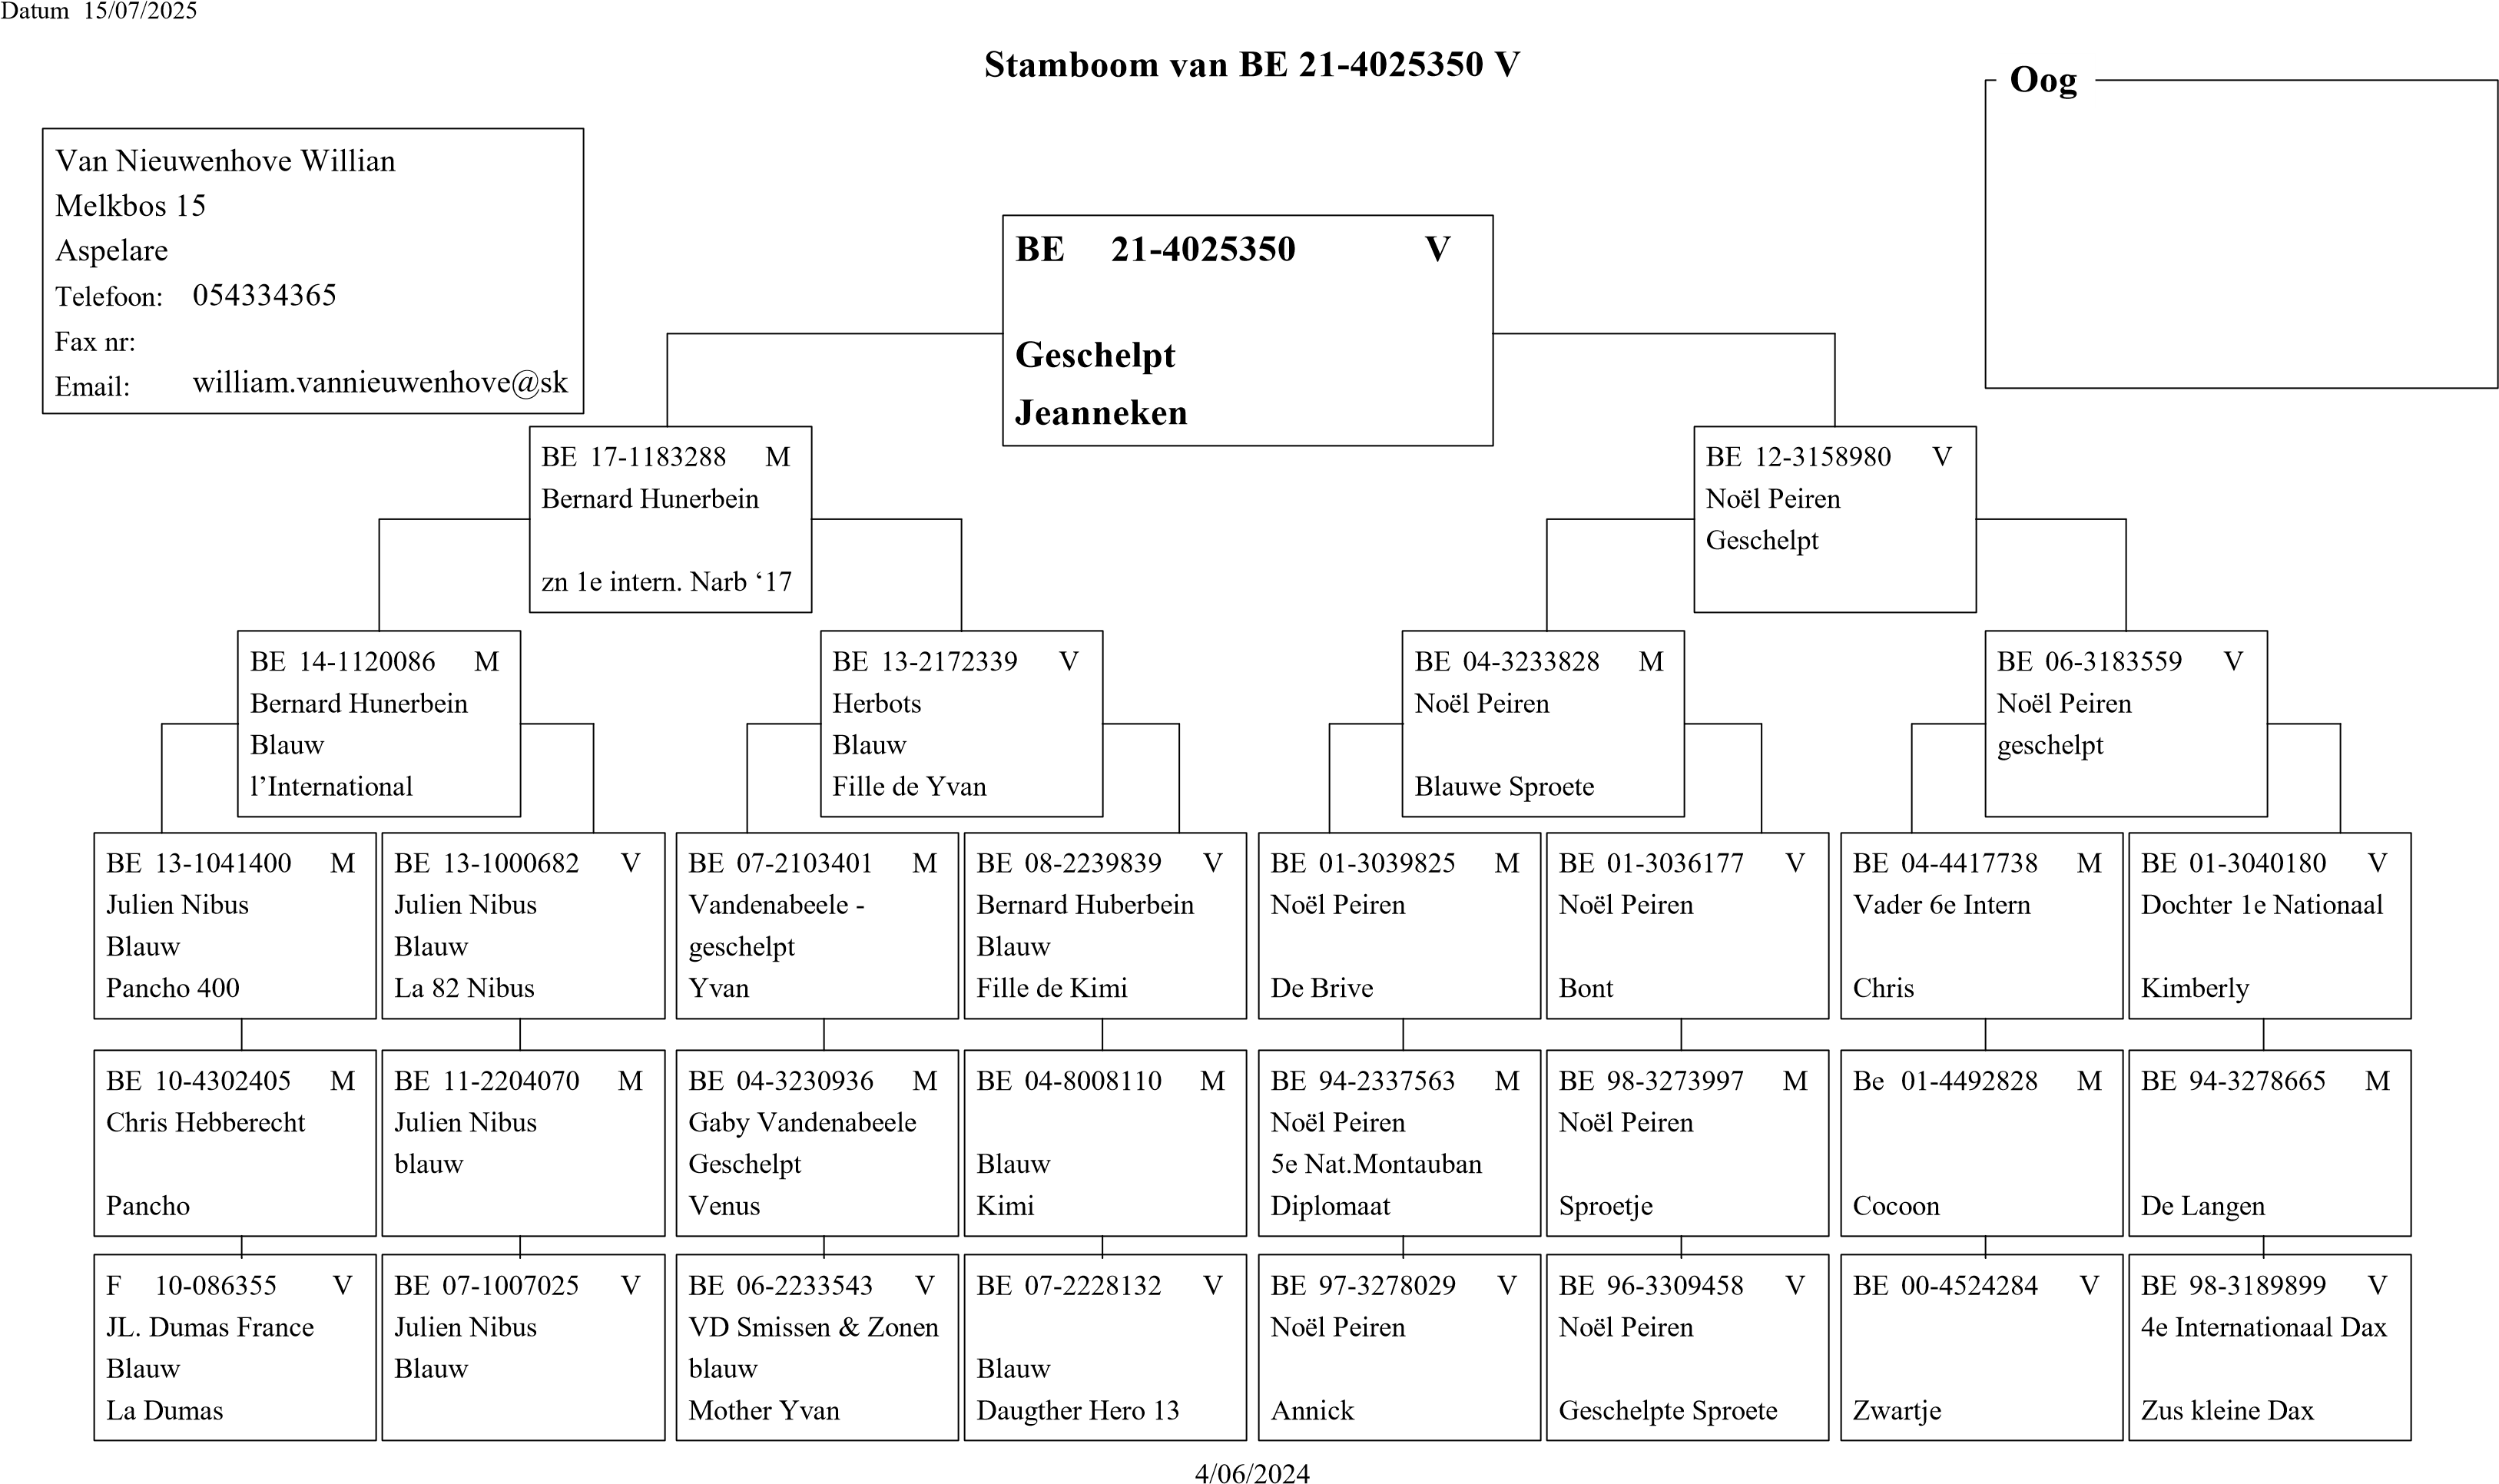 Datum 15/07/2025
Stamboom van BE 21-4025350 V
Oog
Van Nieuwenhove Willian
Melkbos 15
Aspelare
Telefoon: 054334365
Fax nr:
Email: william.vannieuwenhove@sk
BE 21-4025350 V
Geschelpt
Jeanneken
BE 17-1183288 M
Bernard Hunerbein
zn 1e intern. Narb ‘17
BE 12-3158980 V
Noël Peiren
Geschelpt
BE 14-1120086 M
Bernard Hunerbein
Blauw
l’International
BE 13-2172339 V
Herbots
Blauw
Fille de Yvan
BE 04-3233828 M
Noël Peiren
Blauwe Sproete
BE 06-3183559 V
Noël Peiren
geschelpt
BE 13-1041400 M
Julien Nibus
Blauw
Pancho 400
BE 13-1000682 V
Julien Nibus
Blauw
La 82 Nibus
BE 07-2103401 M
Vandenabeele -
geschelpt
Yvan
BE 08-2239839 V
Bernard Huberbein
Blauw
Fille de Kimi
BE 01-3039825 M
Noël Peiren
De Brive
BE 01-3036177 V
Noël Peiren
Bont
BE 04-4417738 M
Vader 6e Intern
Chris
BE 01-3040180 V
Dochter 1e Nationaal
Kimberly
BE 10-4302405 M
Chris Hebberecht
Pancho
BE 11-2204070 M
Julien Nibus
blauw
BE 04-3230936 M
Gaby Vandenabeele
Geschelpt
Venus
BE 04-8008110 M
Blauw
Kimi
BE 94-2337563 M
Noël Peiren
5e Nat.Montauban
Diplomaat
BE 98-3273997 M
Noël Peiren
Sproetje
Be 01-4492828 M
Cocoon
BE 94-3278665 M
De Langen
F 10-086355 V
JL. Dumas France
Blauw
La Dumas
BE 07-1007025 V
Julien Nibus
Blauw
BE 06-2233543 V
VD Smissen & Zonen
blauw
Mother Yvan
BE 07-2228132 V
Blauw
Daugther Hero 13
BE 97-3278029 V
Noël Peiren
Annick
BE 96-3309458 V
Noël Peiren
Geschelpte Sproete
BE 00-4524284 V
Zwartje
BE 98-3189899 V
4e Internationaal Dax
Zus kleine Dax
4/06/2024